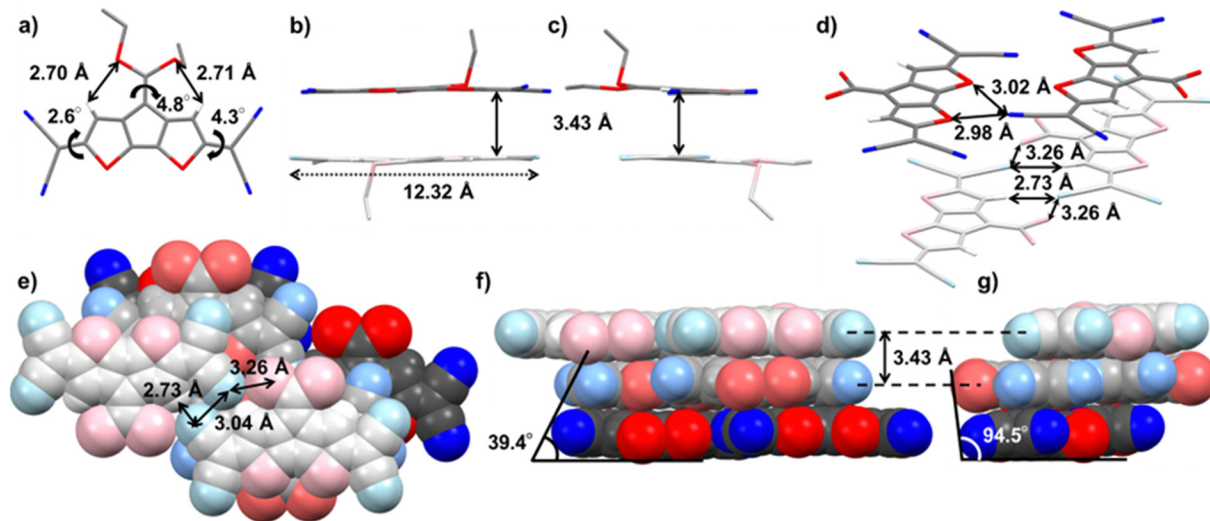 a)
2.70 Å
2.71 Å
2.6°
4.8°
4.3°
b)
12.32 Å
c)
3.43 Å
d)
3.02 Å
2.98 Å
3.26 Å
2.73 Å
3.26 Å
e)
3.26 Å
2.73 Å
3.04 Å
f)
39.4°
3.43 Å
g)
94.5°